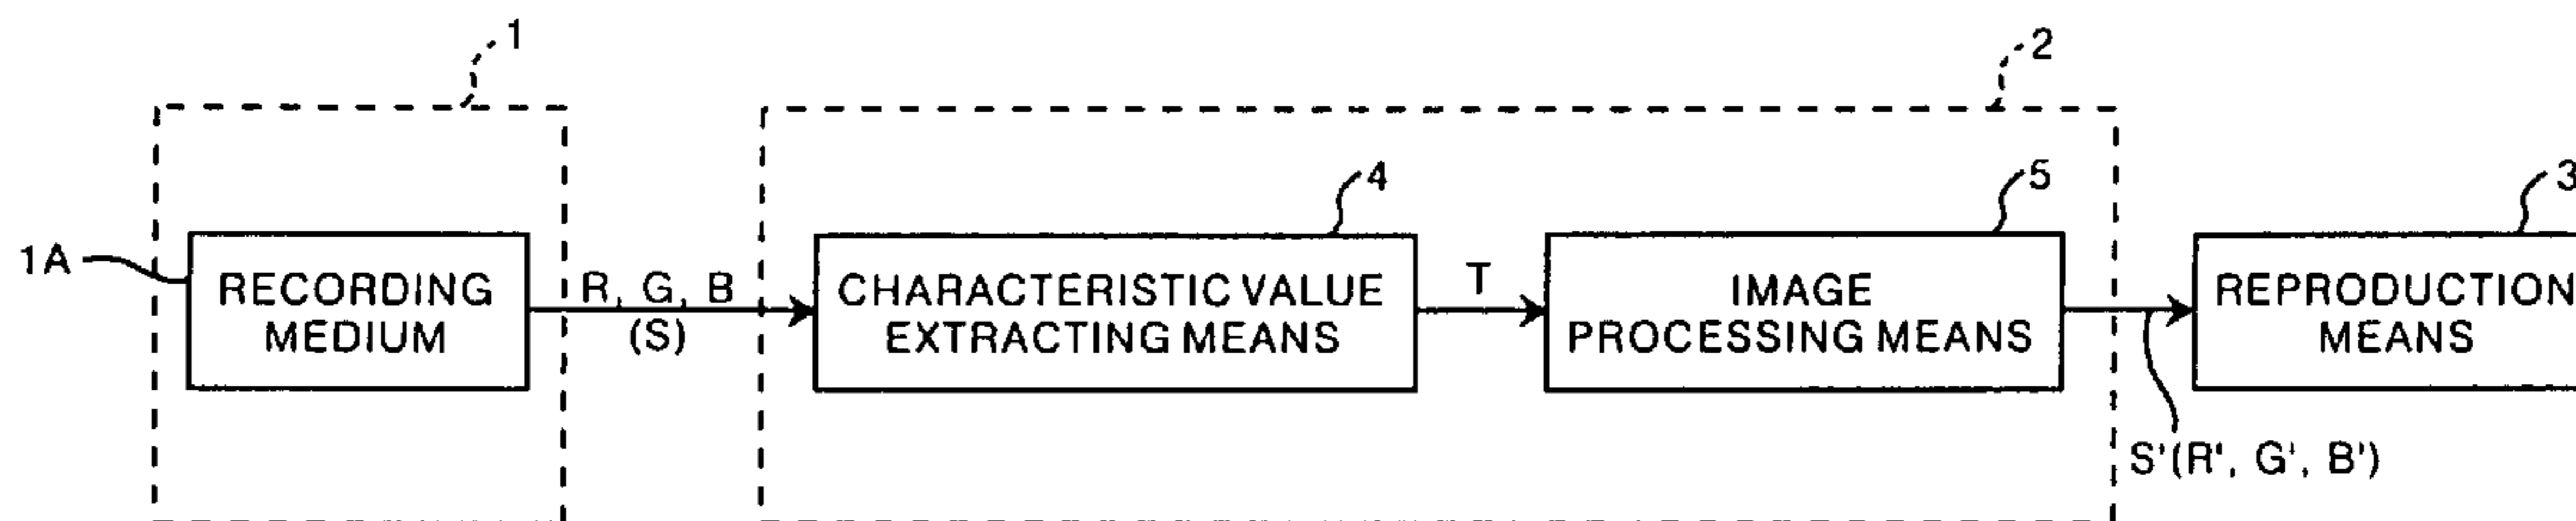 1
2
4
5
3
1A
RECORDING
MEDIUM
R, G, B
(S)
CHARACTERISTIC VALUE
EXTRACTING MEANS
T
IMAGE
PROCESSING MEANS
REPRODUCTION
MEANS
S'(R', G', B')